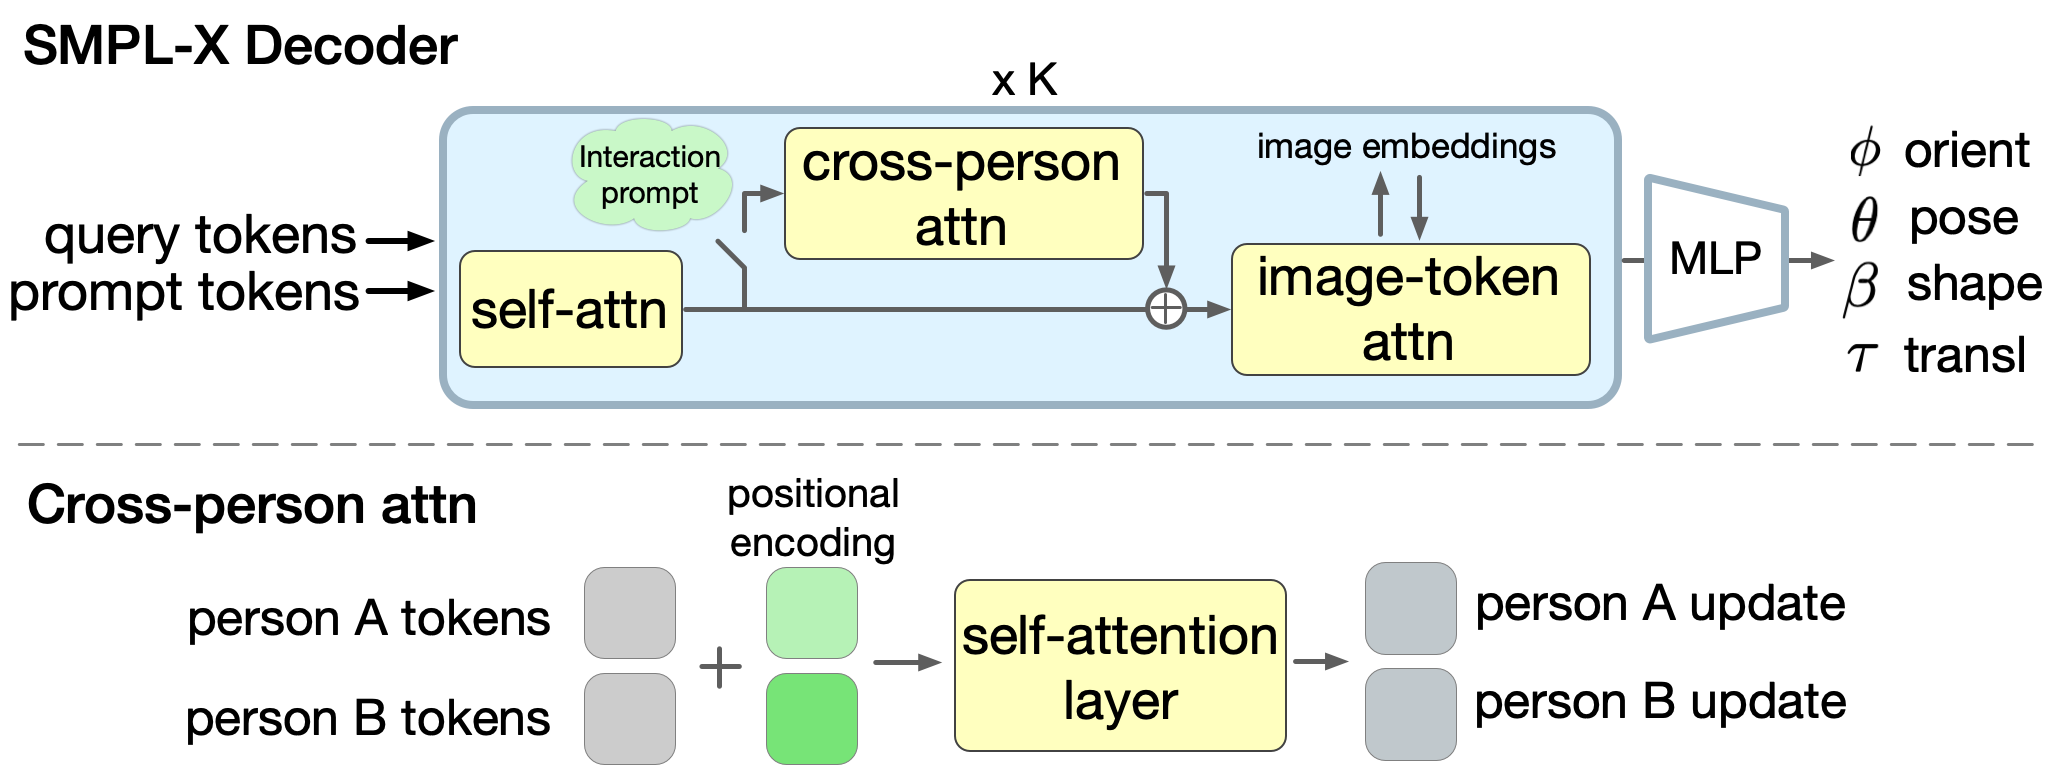 SMPL-X Decoder
x K
Interaction
prompt
cross-person
attn
image embeddings
query tokens
prompt tokens
self-attn
image-token
attn
MLP
ϕ orient
θ pose
β shape
τ transl
Cross-person attn
positional
encoding
person A tokens
person B tokens
+
self-attention
layer
person A update
person B update